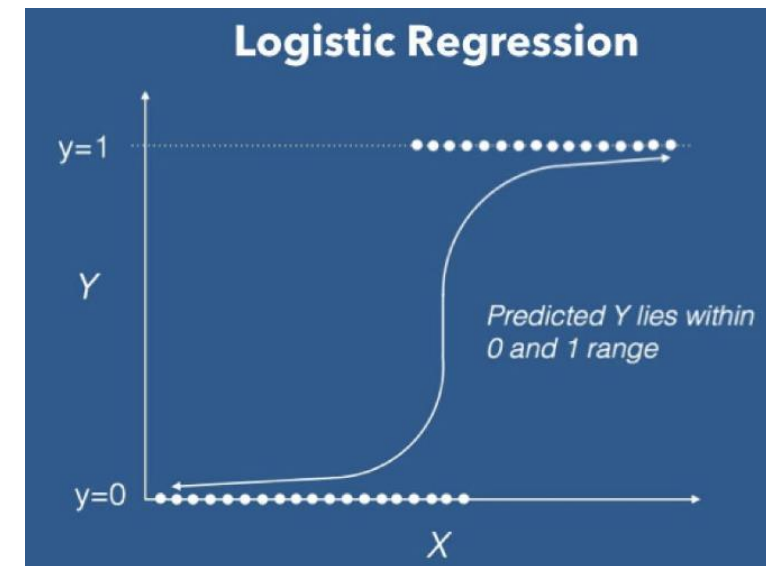 Logistic Regression
y=1
Y
Predicted Y lies within
0 and 1 range
y=0
X